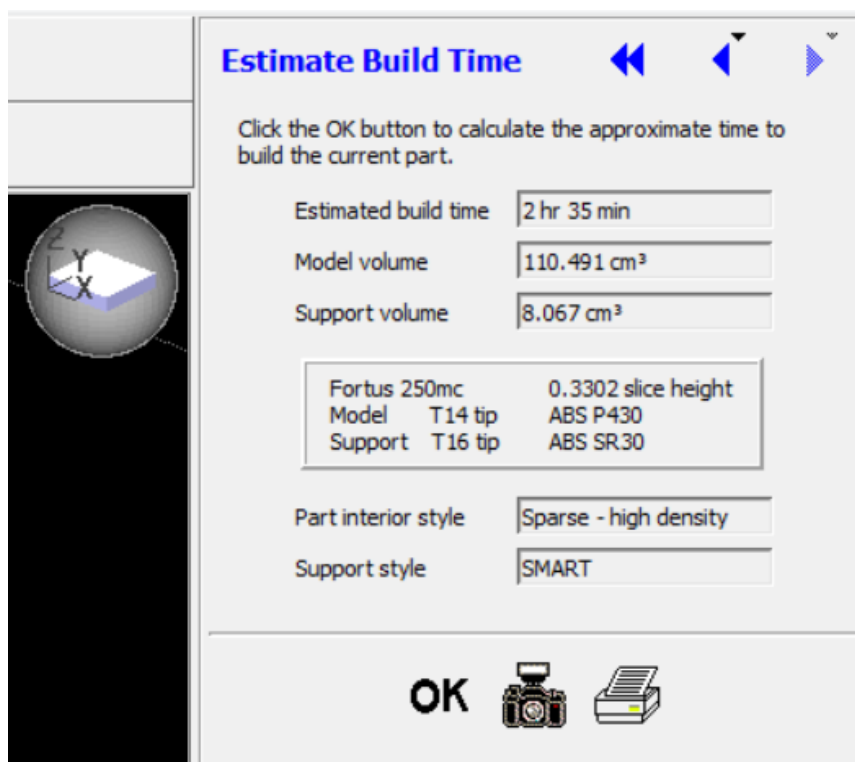 Estimate Build Time
Click the OK button to calculate the approximate time to
build the current part.
Estimated build time 2 hr 35 min
Model volume 110.491 cm³
Support volume 8.067 cm³
Fortus 250mc 0.3302 slice height
Model T14 tip ABS P430
Support T16 tip ABS SR30
Part interior style Sparse - high density
Support style SMART
Z
Y
X
OK